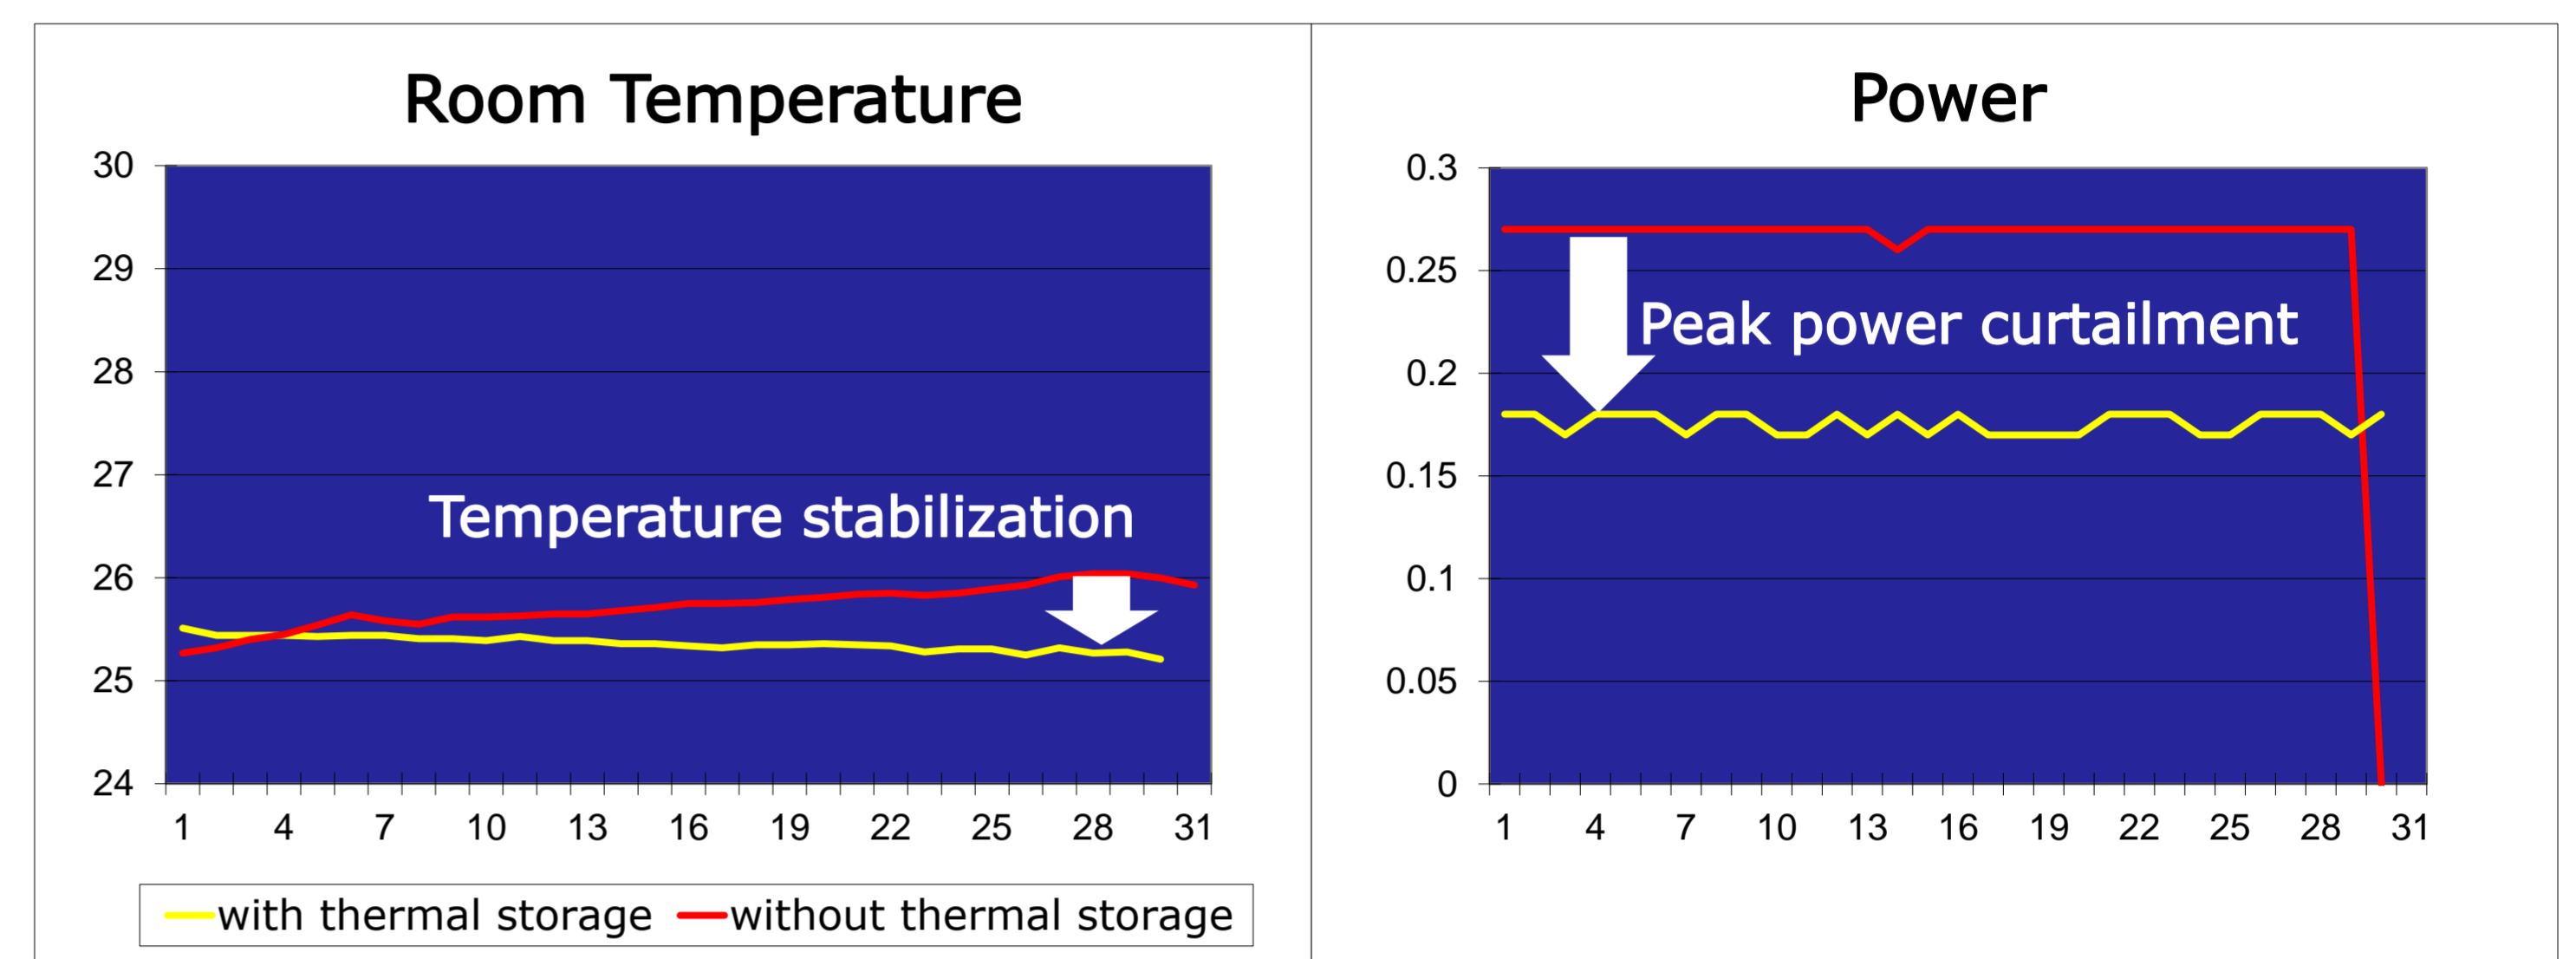 Room Temperature
30
29
28
27
26
25
24
Temperature stabilization
1 4 7 10 13 16 19 22 25 28 31
with thermal storage without thermal storage
Power
0.3
0.25
0.2
0.15
0.1
0.05
0
Peak power curtailment
1 4 7 10 13 16 19 22 25 28 31